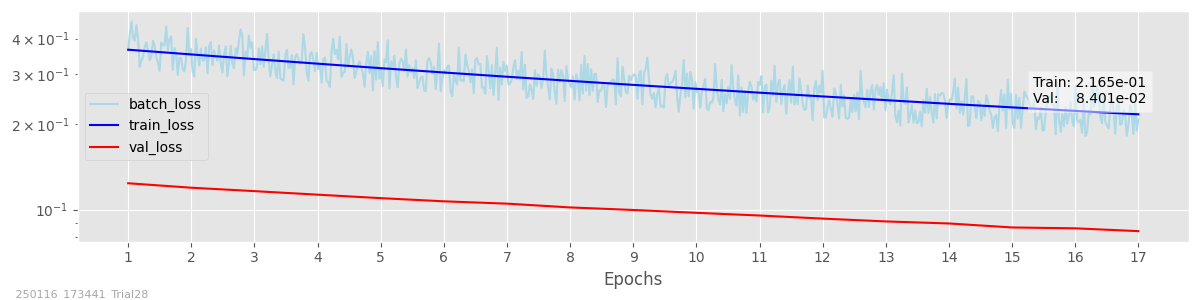 4 × 10⁻¹
3 × 10⁻¹
2 × 10⁻¹
10⁻¹
batch_loss
train_loss
val_loss
Train: 2.165e-01
Val: 8.401e-02
1 2 3 4 5 6 7 8 9 10 11 12 13 14 15 16 17
Epochs
250116_173441_Trial28